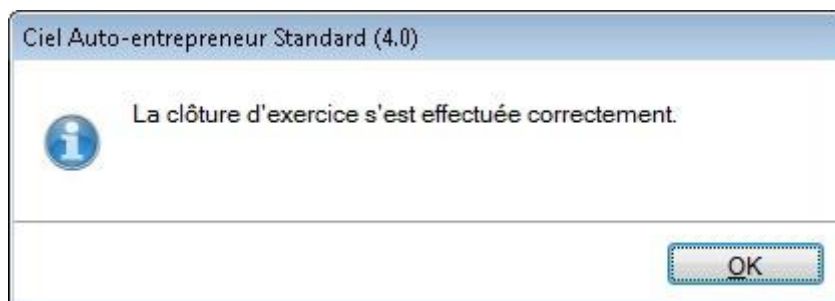 Ciel Auto-entrepreneur Standard (4.0)
La clôture d'exercice s'est effectuée correctement.
OK